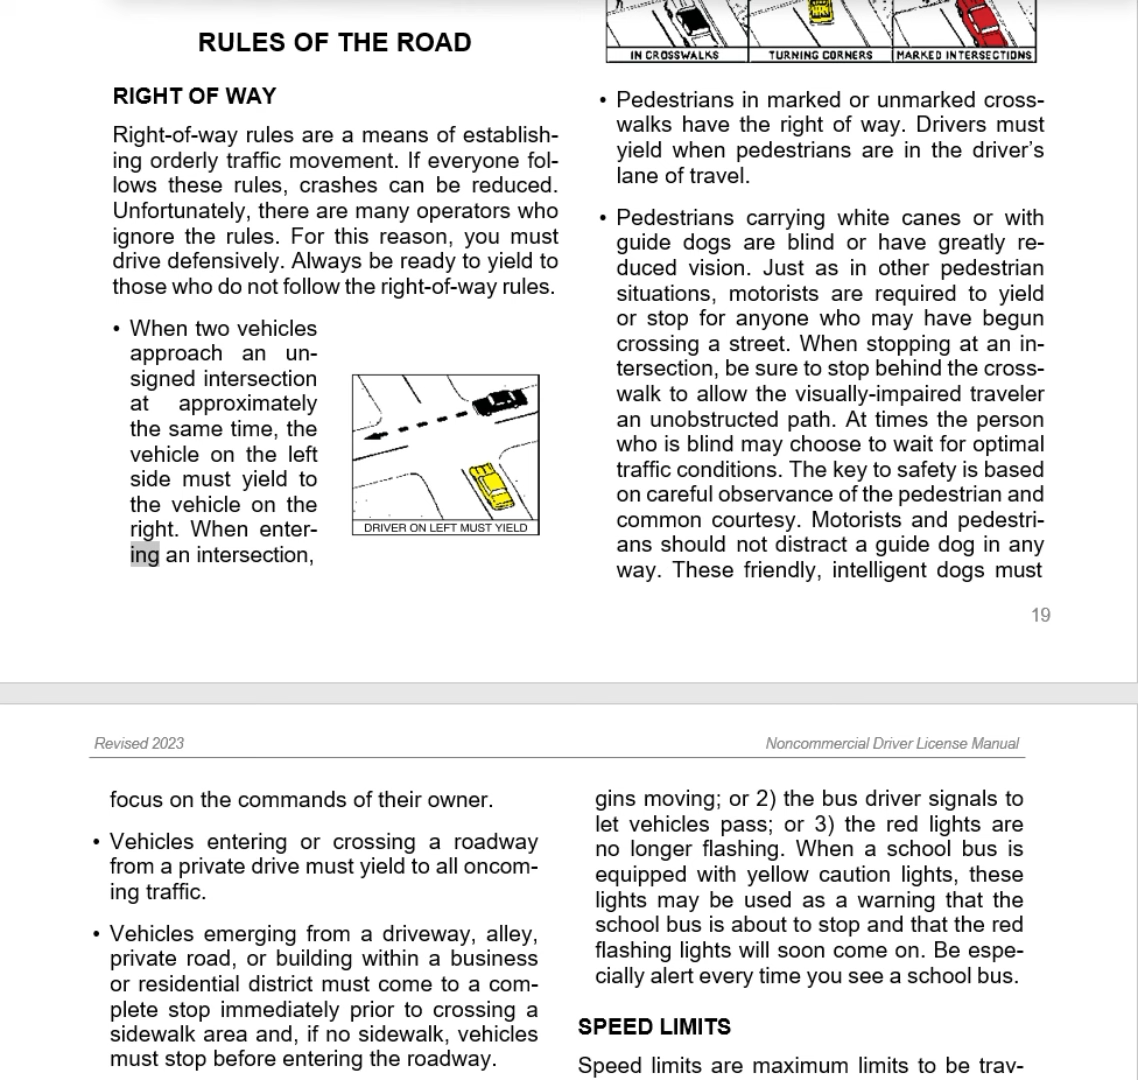 RULES OF THE ROAD
RIGHT OF WAY
Right-of-way rules are a means of establish-
ing orderly traffic movement. If everyone fol-
lows these rules, crashes can be reduced.
Unfortunately, there are many operators who
ignore the rules. For this reason, you must
drive defensively. Always be ready to yield to
those who do not follow the right-of-way rules.
• When two vehicles
approach an un-
signed intersection
at approximately
the same time, the
vehicle on the left
side must yield to
the vehicle on the
right. When enter-
ing an intersection,
DRIVER ON LEFT MUST YIELD
IN CROSSWALKS
TURNING CORNERS
MARKED INTERSECTIONS
• Pedestrians in marked or unmarked cross-
walks have the right of way. Drivers must
yield when pedestrians are in the driver's
lane of travel.
• Pedestrians carrying white canes or with
guide dogs are blind or have greatly re-
duced vision. Just as in other pedestrian
situations, motorists are required to yield
or stop for anyone who may have begun
crossing a street. When stopping at an in-
tersection, be sure to stop behind the cross-
walk to allow the visually-impaired traveler
an unobstructed path. At times the person
who is blind may choose to wait for optimal
traffic conditions. The key to safety is based
on careful observance of the pedestrian and
common courtesy. Motorists and pedestri-
ans should not distract a guide dog in any
way. These friendly, intelligent dogs must
19
Revised 2023
Noncommercial Driver License Manual
focus on the commands of their owner.
• Vehicles entering or crossing a roadway
from a private drive must yield to all oncom-
ing traffic.
• Vehicles emerging from a driveway, alley,
private road, or building within a business
or residential district must come to a com-
plete stop immediately prior to crossing a
sidewalk area and, if no sidewalk, vehicles
must stop before entering the roadway.
gins moving; or 2) the bus driver signals to
let vehicles pass; or 3) the red lights are
no longer flashing. When a school bus is
equipped with yellow caution lights, these
lights may be used as a warning that the
school bus is about to stop and that the red
flashing lights will soon come on. Be espe-
cially alert every time you see a school bus.
SPEED LIMITS
Speed limits are maximum limits to be trav-